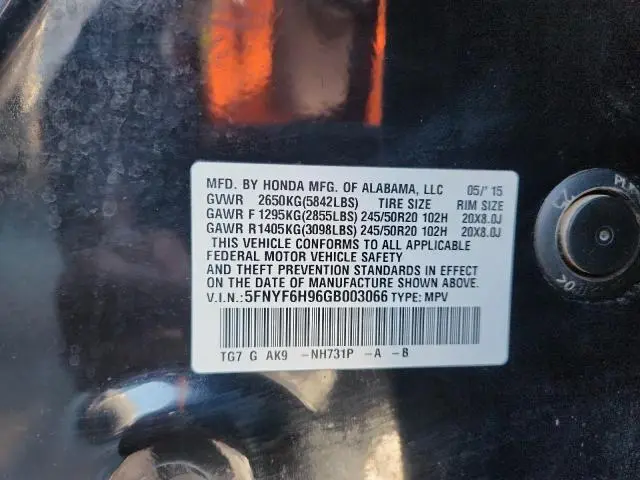 MFD. BY HONDA MFG. OF ALABAMA, LLC 05/'15
GVWR 2650KG(5842LBS) TIRE SIZE RIM SIZE
GAWR F 1295KG(2855LBS) 245/50R20 102H 20X8.0J
GAWR R 1405KG(3098LBS) 245/50R20 102H 20X8.0J
THIS VEHICLE CONFORMS TO ALL APPLICABLE
FEDERAL MOTOR VEHICLE SAFETY
AND THEFT PREVENTION STANDARDS IN EFFECT
ON THE DATE OF MANUFACTURE SHOWN ABOVE.
V.I.N.: 5FNYF6H96GB003066 TYPE: MPV
TG7 G AK9 -NH731P -A -B